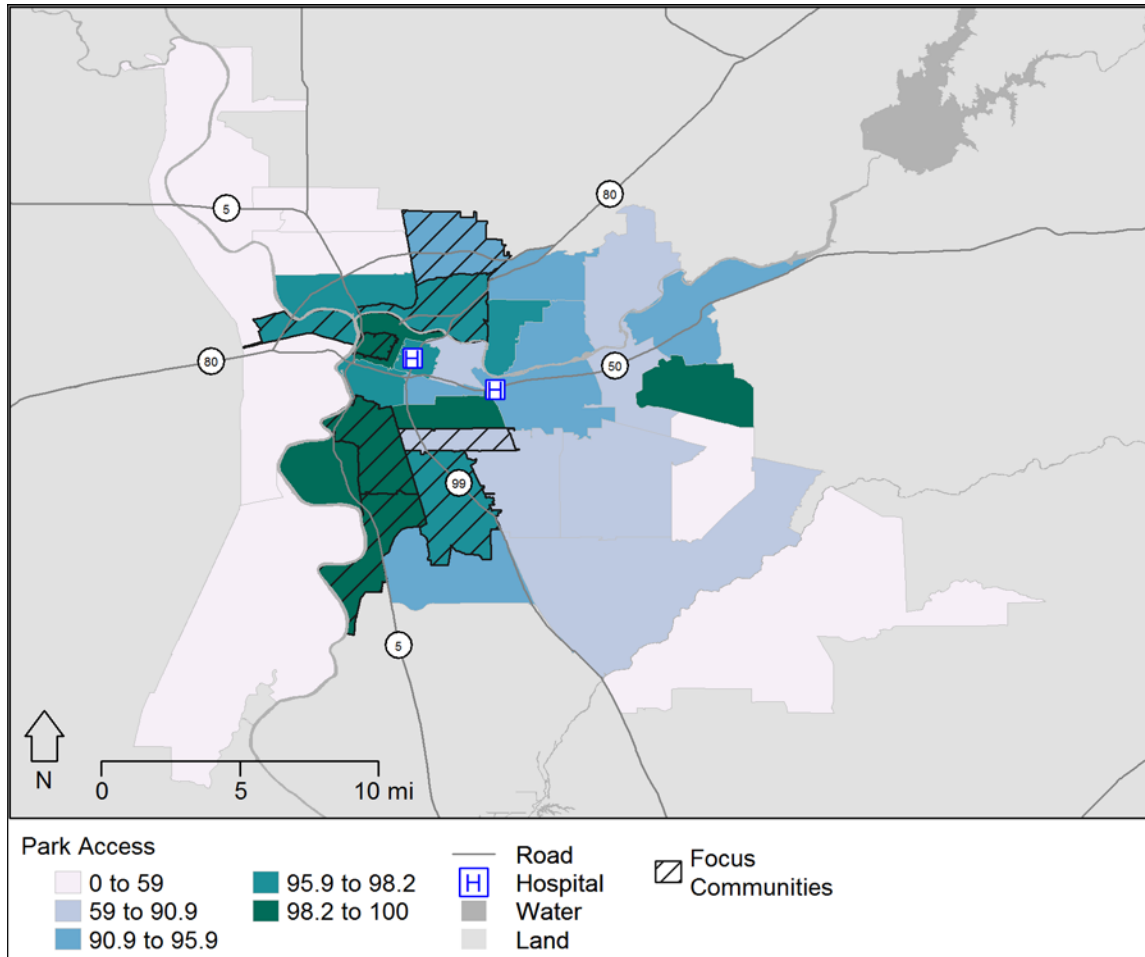 5
80
80
50
H
H
99
5
N
0 5 10 mi
Park Access
0 to 59
59 to 90.9
90.9 to 95.9
95.9 to 98.2
98.2 to 100
Road
H Hospital
Water
Land
Focus
Communities